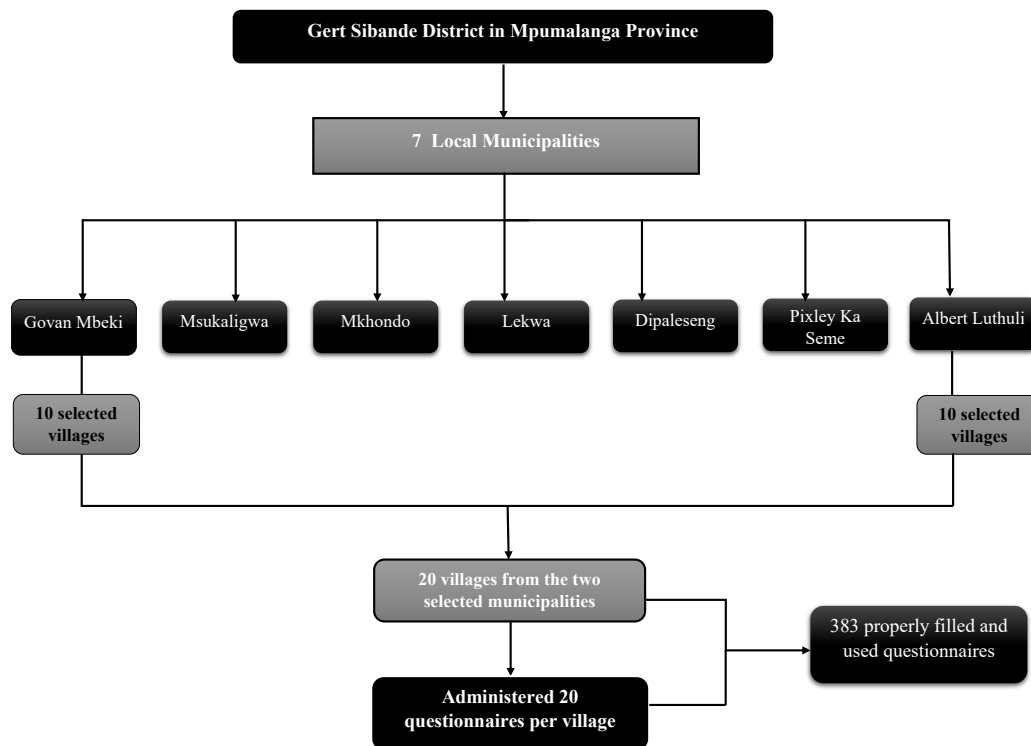 Gert Sibande District in Mpumalanga Province
7 Local Municipalities
Govan Mbeki
Msukaligwa
Mkhondo
Lekwa
Dipaleseng
Pixley Ka
Seme
Albert Luthuli
10 selected
villages
10 selected
villages
20 villages from the two
selected municipalities
383 properly filled and
used questionnaires
Administered 20
questionnaires per village